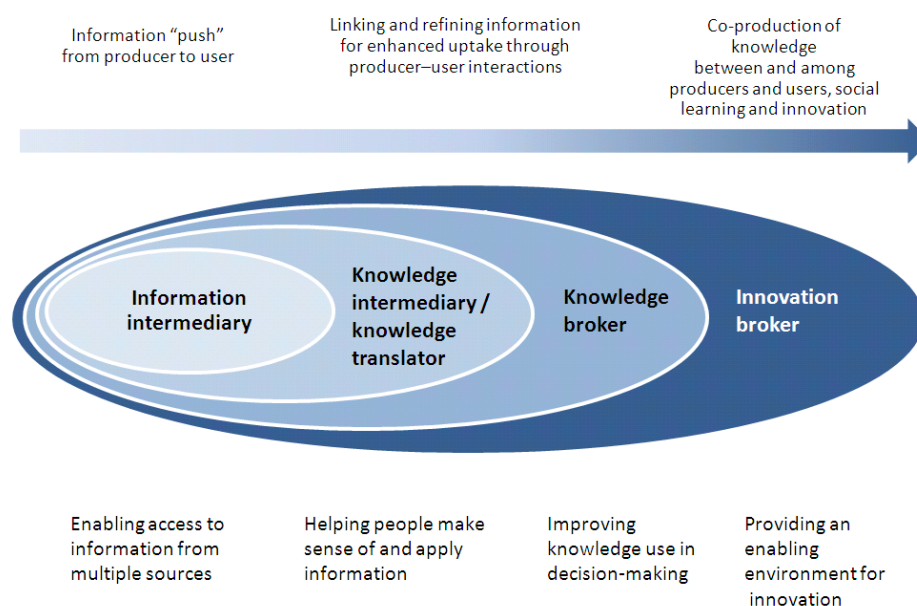 Information “push”
from producer to user
Linking and refining information
for enhanced uptake through
producer–user interactions
Co-production of
knowledge
between and among
producers and users, social
learning and innovation
Information
intermediary
Knowledge
intermediary /
knowledge
translator
Knowledge
broker
Innovation
broker
Enabling access to
information from
multiple sources
Helping people make
sense of and apply
information
Improving
knowledge use in
decision-making
Providing an
enabling
environment for
innovation